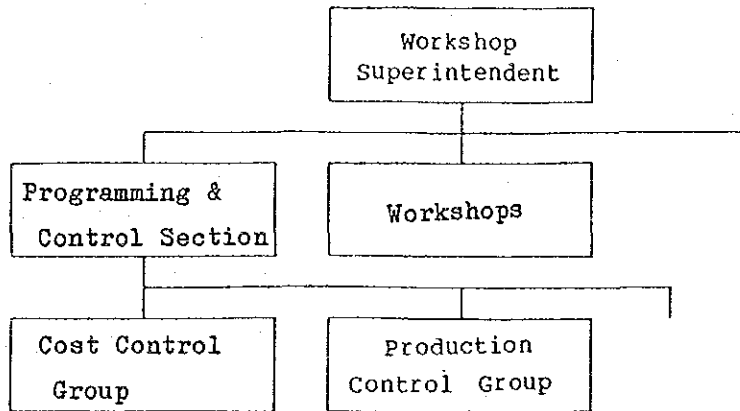 Workshop
Superintendent
Programming &
Control Section
Workshops
Cost Control
Group
Production
Control Group